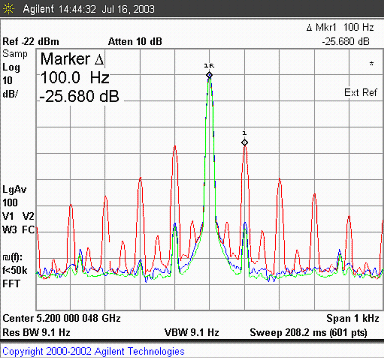 Agilent 14:44:32 Jul 16, 2003
Δ Mkr1 100 Hz
Ref -22 dBm Atten 10 dB -25.680 dB
Samp
Log
10
dB/
Marker Δ
100.0 Hz
-25.680 dB
1R
*
Ext Ref
1
LgAv
100
V1 V2
W3 FC
f<50k
FFT
Center 5.200 000 048 GHz Span 1 kHz
Res BW 9.1 Hz VBW 9.1 Hz Sweep 208.2 ms (601 pts)
Copyright 2000-2002 Agilent Technologies